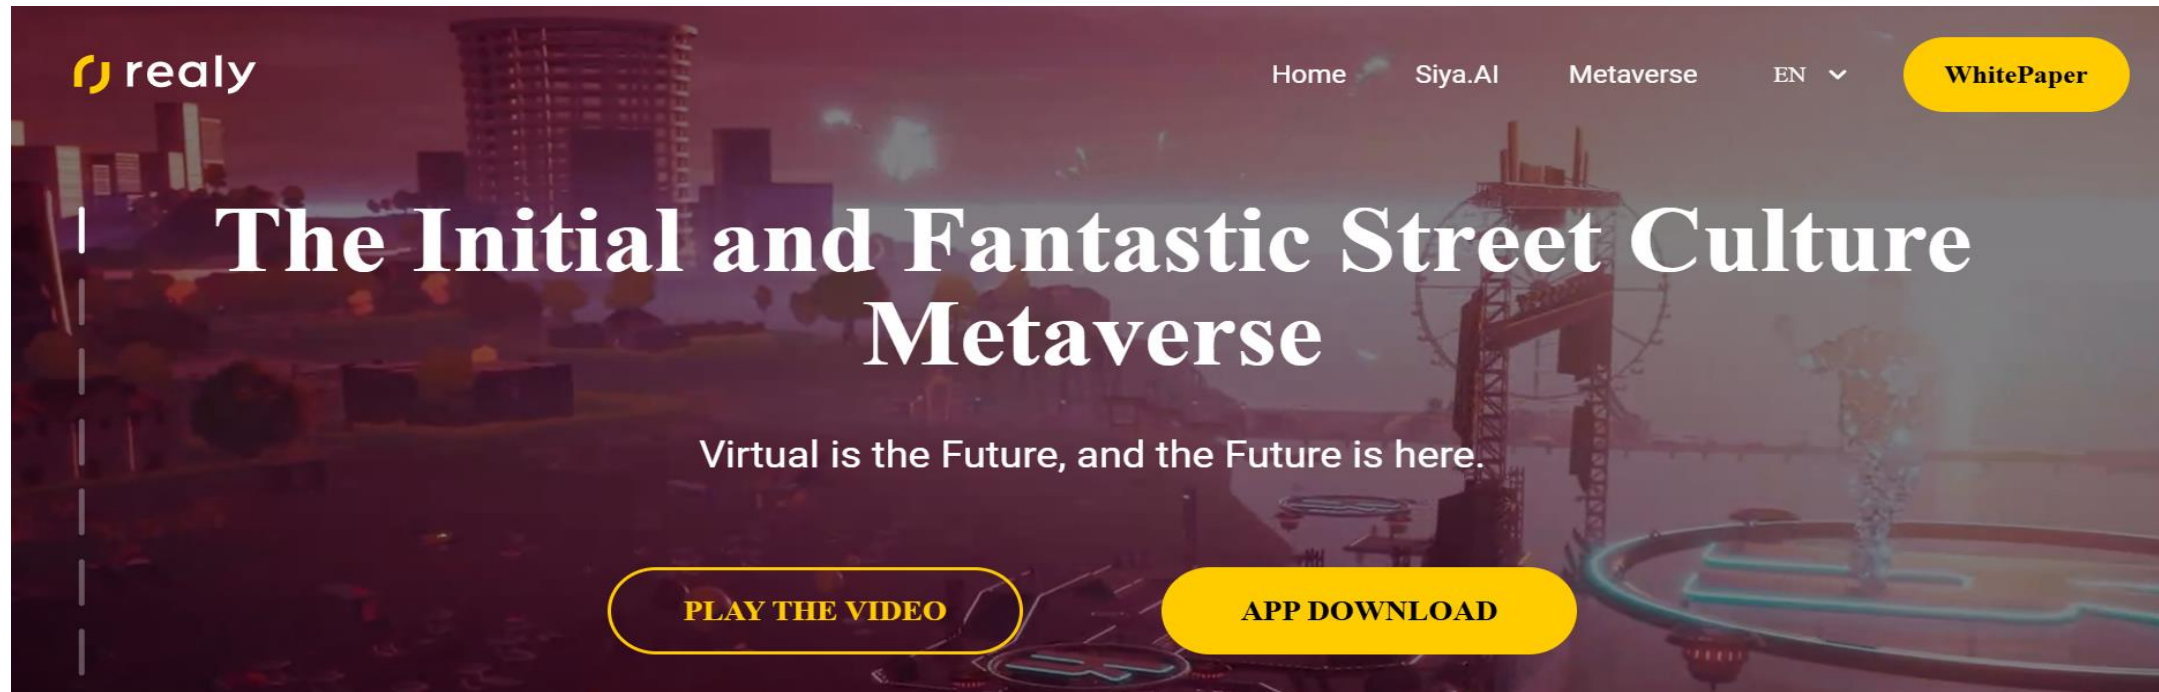 realy
Home
Siya.AI
Metaverse
EN
WhitePaper
The Initial and Fantastic Street Culture
Metaverse
Virtual is the Future, and the Future is here.
PLAY THE VIDEO
APP DOWNLOAD